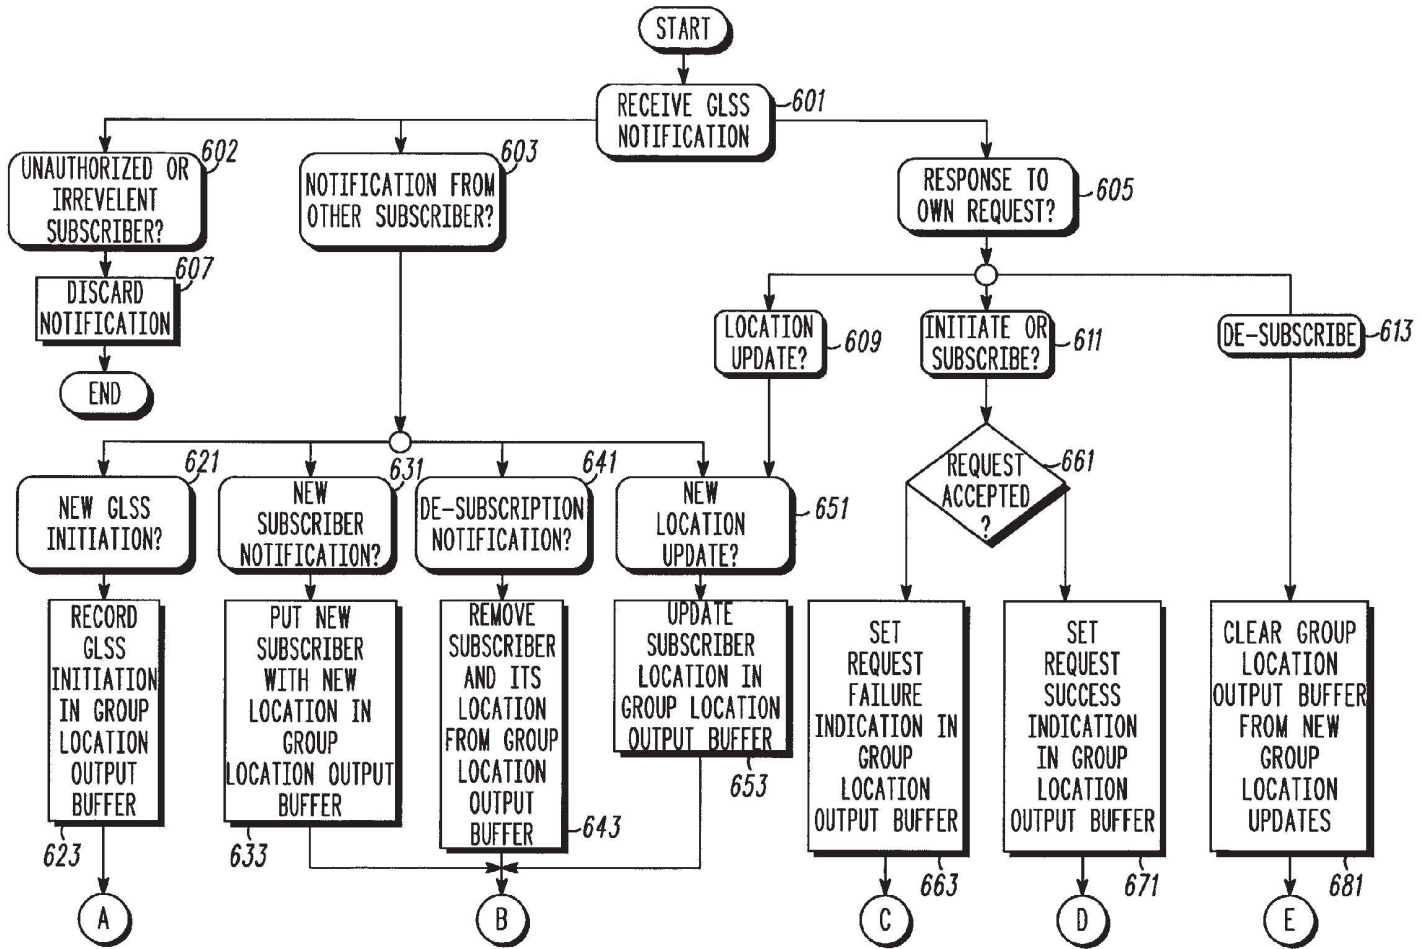 START
RECEIVE GLSS
NOTIFICATION
601
UNAUTHORIZED OR
IRREVELENT
SUBSCRIBER?
602
NOTIFICATION FROM
OTHER SUBSCRIBER?
603
RESPONSE TO
OWN REQUEST?
605
DISCARD
NOTIFICATION
607
END
LOCATION
UPDATE?
609
INITIATE OR
SUBSCRIBE?
611
DE-SUBSCRIBE
613
NEW GLSS
INITIATION?
621
NEW
SUBSCRIBER
NOTIFICATION?
631
DE-SUBSCRIPTION
NOTIFICATION?
641
NEW
LOCATION
UPDATE?
651
REQUEST
ACCEPTED
?
661
RECORD
GLSS
INITIATION
IN GROUP
LOCATION
OUTPUT
BUFFER
623
PUT NEW
SUBSCRIBER
WITH NEW
LOCATION IN
GROUP
LOCATION OUTPUT
BUFFER
633
REMOVE
SUBSCRIBER
AND ITS
LOCATION
FROM GROUP
LOCATION
OUTPUT
BUFFER
643
UPDATE
SUBSCRIBER
LOCATION IN
GROUP LOCATION
OUTPUT BUFFER
653
SET
REQUEST
FAILURE
INDICATION IN
GROUP
LOCATION
OUTPUT BUFFER
663
SET
REQUEST
SUCCESS
INDICATION
IN GROUP
LOCATION
OUTPUT BUFFER
671
CLEAR GROUP
LOCATION
OUTPUT BUFFER
FROM NEW
GROUP
LOCATION
UPDATES
681
A
B
C
D
E